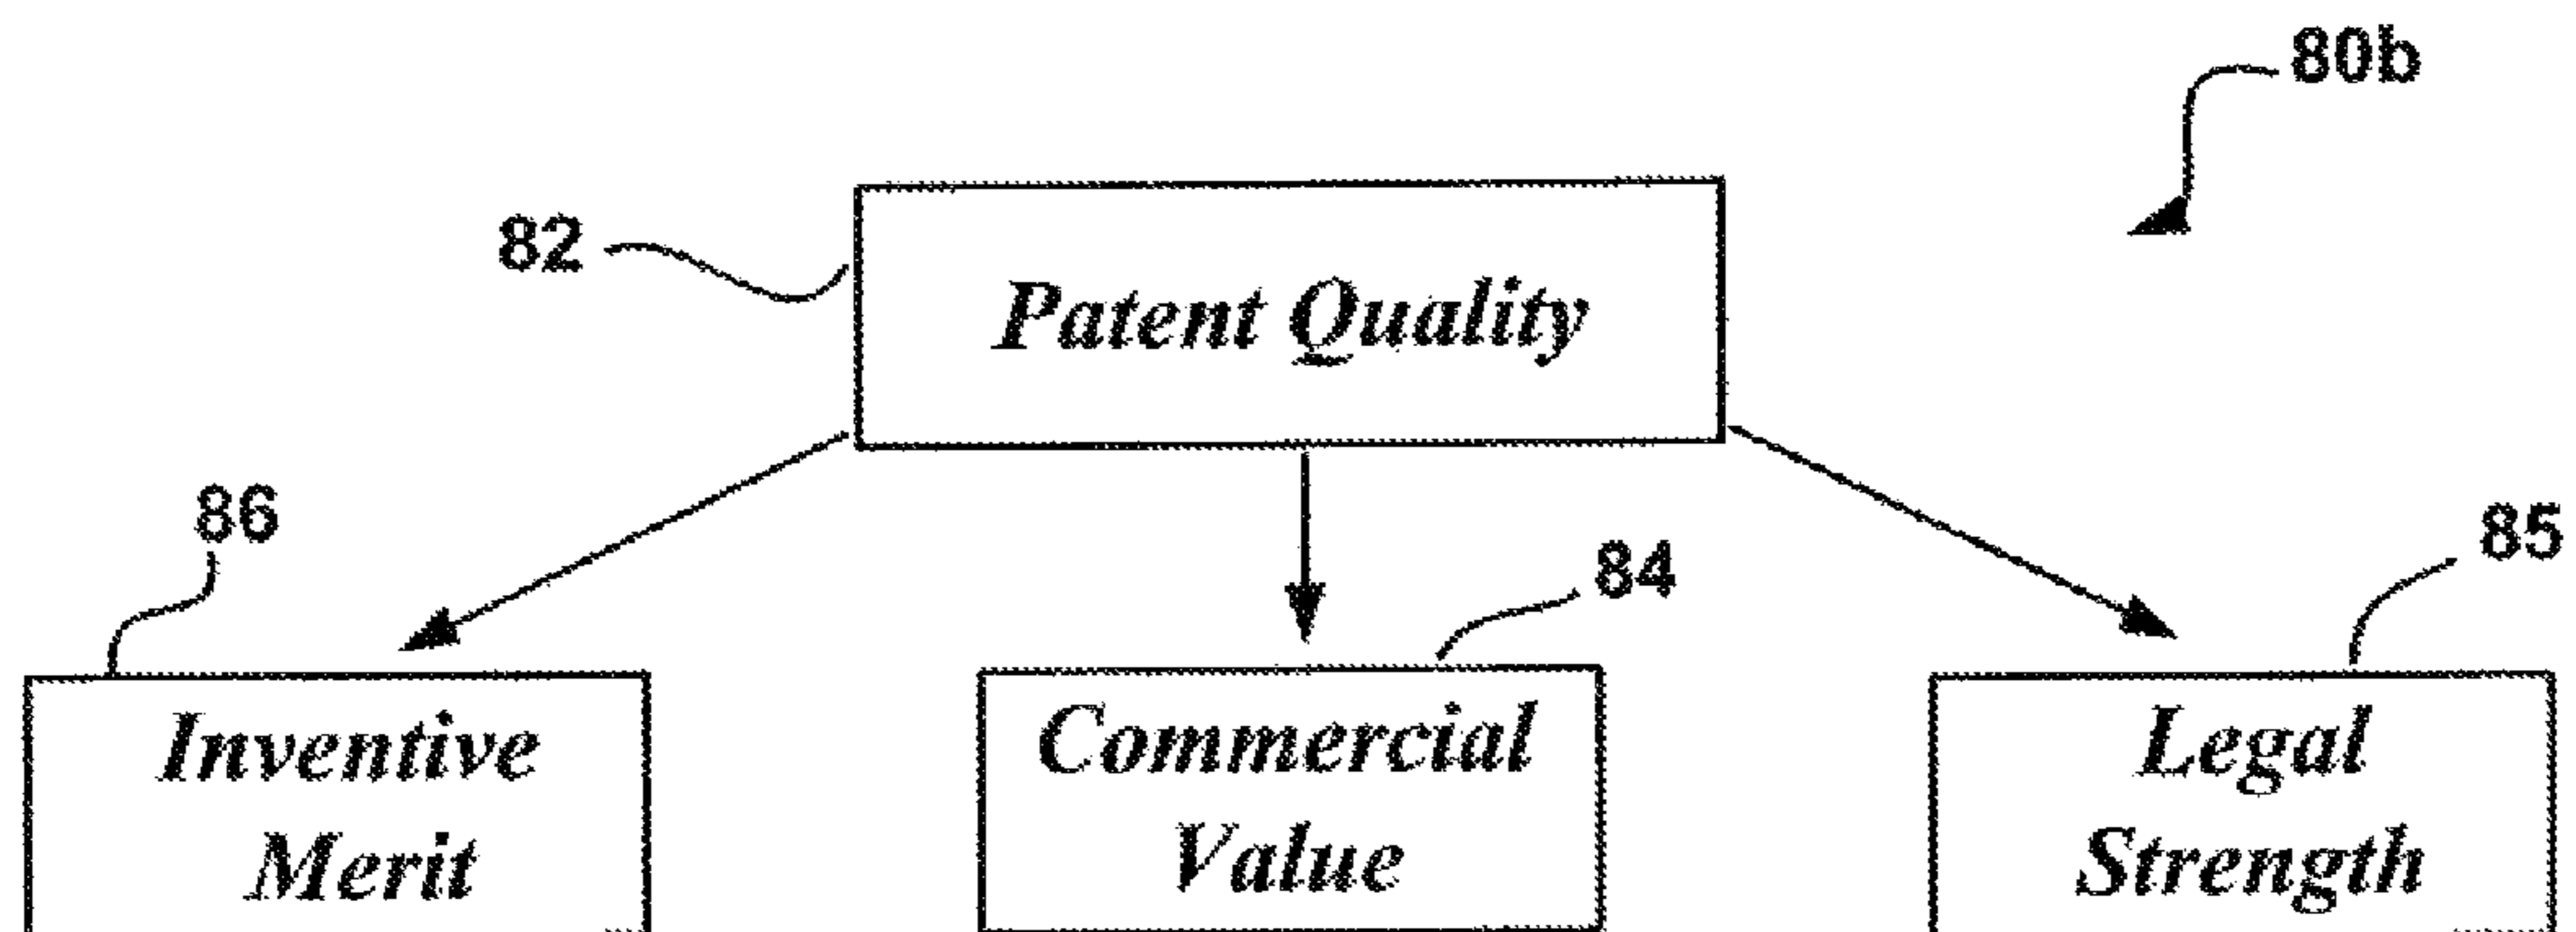 80b
82
Patent Quality
86
84
85
Inventive
Merit
Commercial
Value
Legal
Strength